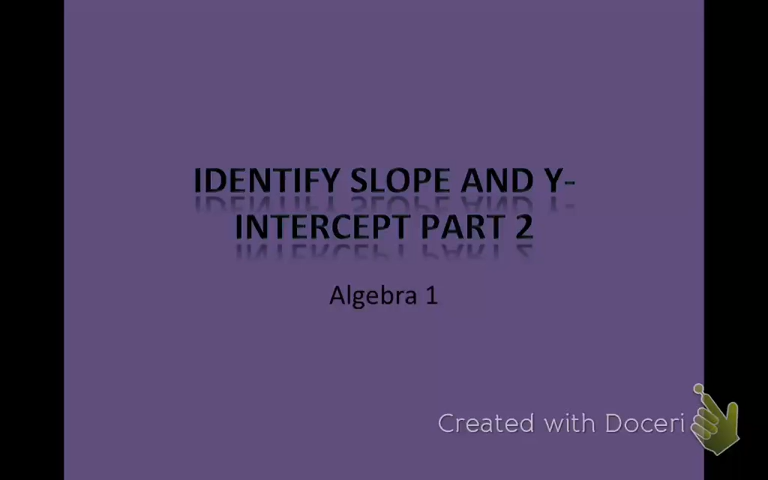 IDENTIFY SLOPE AND Y-
INTERCEPT PART 2
Algebra 1
Created with Doceri